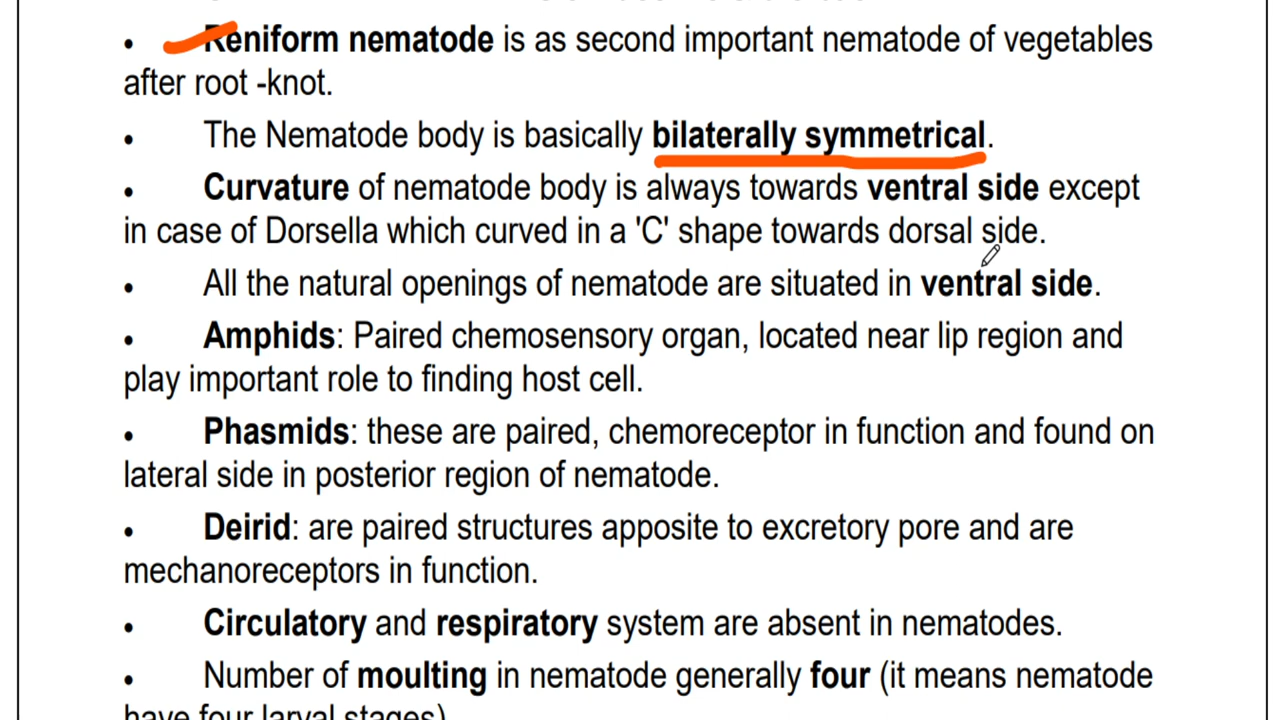 • Reniform nematode is as second important nematode of vegetables
after root -knot.
• The Nematode body is basically bilaterally symmetrical.
• Curvature of nematode body is always towards ventral side except
in case of Dorsella which curved in a 'C' shape towards dorsal side.
• All the natural openings of nematode are situated in ventral side.
• Amphids: Paired chemosensory organ, located near lip region and
play important role to finding host cell.
• Phasmids: these are paired, chemoreceptor in function and found on
lateral side in posterior region of nematode.
• Deirid: are paired structures apposite to excretory pore and are
mechanoreceptors in function.
• Circulatory and respiratory system are absent in nematodes.
• Number of moulting in nematode generally four (it means nematode
have four larval stages)